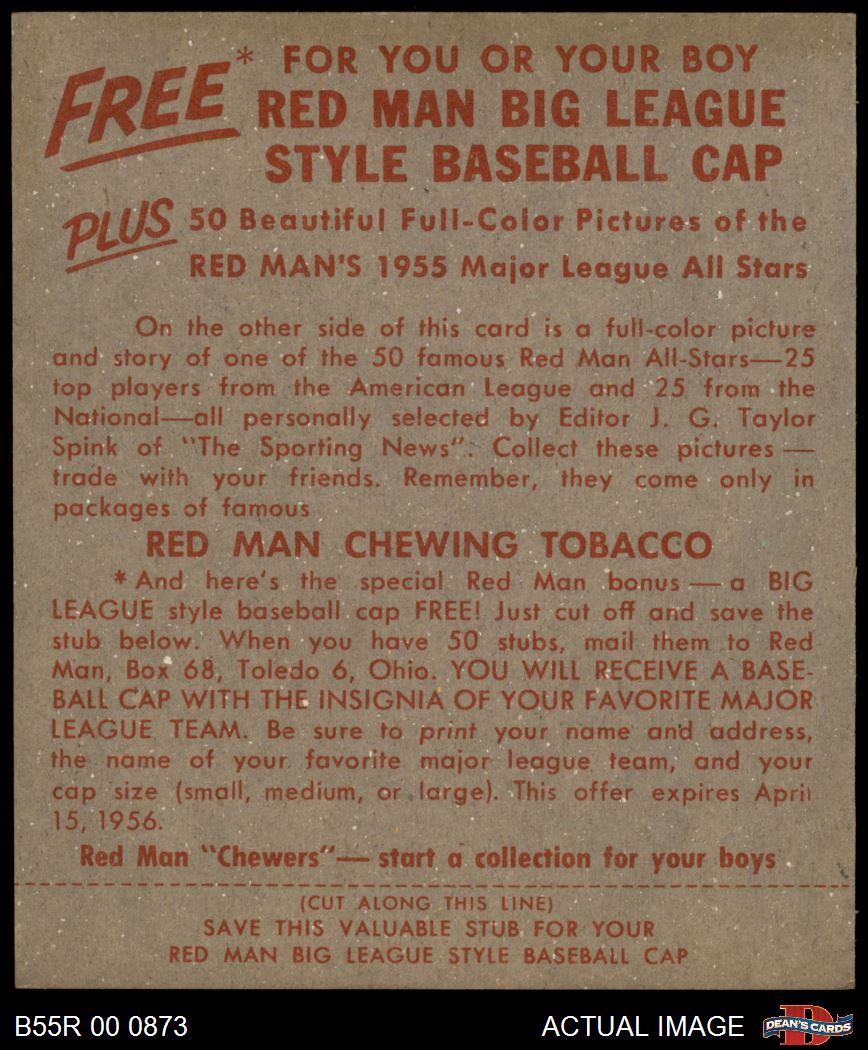 FREE* FOR YOU OR YOUR BOY
RED MAN BIG LEAGUE
STYLE BASEBALL CAP
PLUS 50 Beautiful Full-Color Pictures of the
RED MAN'S 1955 Major League All Stars
On the other side of this card is a full-color picture
and story of one of the 50 famous Red Man All-Stars—25
top players from the American League and 25 from the
National—all personally selected by Editor J. G. Taylor
Spink of "The Sporting News". Collect these pictures —
trade with your friends. Remember, they come only in
packages of famous
RED MAN CHEWING TOBACCO
*And here's the special Red Man bonus — a BIG
LEAGUE style baseball cap FREE! Just cut off and save the
stub below. When you have 50 stubs, mail them to Red
Man, Box 68, Toledo 6, Ohio. YOU WILL RECEIVE A BASE-
BALL CAP WITH THE INSIGNIA OF YOUR FAVORITE MAJOR
LEAGUE TEAM. Be sure to print your name and address,
the name of your favorite major league team, and your
cap size (small, medium, or large). This offer expires April
15, 1956.
Red Man "Chewers"— start a collection for your boys
(CUT ALONG THIS LINE)
SAVE THIS VALUABLE STUB FOR YOUR
RED MAN BIG LEAGUE STYLE BASEBALL CAP
B55R 00 0873 ACTUAL IMAGE D DEAN'S CARDS